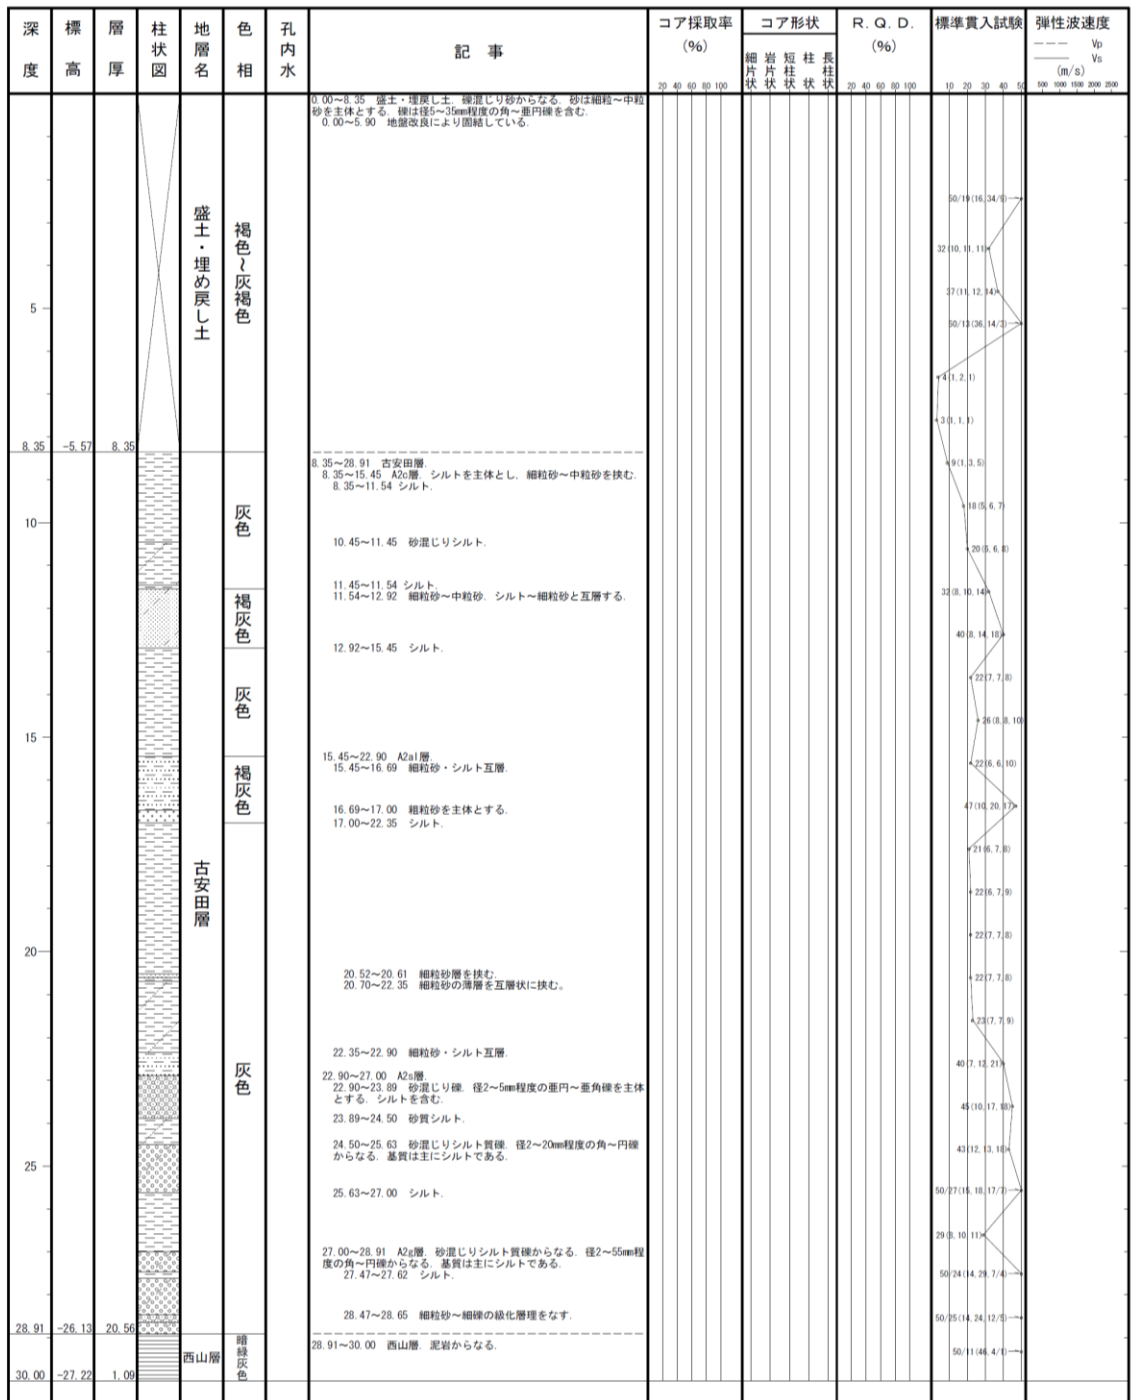 深度
標高
層厚
柱状図
地層名
色相
孔内水
記 事
コア採取率
(%)
20 40 60 80 100
コア形状
細片状
岩片状
短柱状
柱状
長柱状
R. Q. D.
(%)
20 40 60 80 100
標準貫入試験
10 20 30 40 50
弾性波速度
Vp
Vs
(m/s)
500 1000 1500 2000 2500
盛土・埋め戻し土
褐色~灰褐色
0.00~8.35 盛土・埋戻し土. 礫混じり砂からなる. 砂は細粒~中粒
砂を主体とする. 礫は径5~35mm程度の角~亜円礫を含む.
0.00~5.90 地盤改良により固結している.
50/19(16, 34/9)
32(10, 11, 11)
37(11, 12, 14)
5
50/13(36, 14/3)
4(1, 2, 1)
3(1, 1, 1)
8.35 -5.57 8.35
古安田層
8.35~28.91 古安田層.
8.35~15.45 A2c層. シルトを主体とし, 細粒砂~中粒砂を挟む.
8.35~11.54 シルト.
9(1, 3, 5)
灰色
18(5, 6, 7)
10
10.45~11.45 砂混じりシルト.
20(6, 6, 8)
11.45~11.54 シルト.
11.54~12.92 細粒砂~中粒砂. シルト~細粒砂と互層する.
褐灰色
32(8, 10, 14)
40(8, 14, 18)
12.92~15.45 シルト.
灰色
22(7, 7, 8)
26(8, 8, 10)
15
15.45~22.90 A2al層.
15.45~16.69 細粒砂・シルト互層.
褐灰色
22(6, 6, 10)
16.69~17.00 粗粒砂を主体とする.
47(10, 20, 17)
17.00~22.35 シルト.
灰色
21(6, 7, 8)
22(6, 7, 9)
22(7, 7, 8)
20
20.52~20.61 細粒砂層を挟む.
20.70~22.35 細粒砂の薄層を互層状に挟む。
22(7, 7, 8)
23(7, 7, 9)
22.35~22.90 細粒砂・シルト互層.
40(7, 12, 21)
22.90~27.00 A2s層.
22.90~23.89 砂混じり礫. 径2~5mm程度の亜円~亜角礫を主体
とする. シルトを含む.
45(10, 17, 18)
23.89~24.50 砂質シルト.
24.50~25.63 砂混じりシルト質礫. 径2~20mm程度の角~円礫
からなる. 基質は主にシルトである.
43(12, 13, 18)
25
25.63~27.00 シルト.
50/27(15, 18, 17/7)
29(8, 10, 11)
27.00~28.91 A2g層. 砂混じりシルト質礫からなる. 径2~55mm程
度の角~円礫からなる. 基質は主にシルトである.
27.47~27.62 シルト.
50/24(14, 29, 7/4)
28.47~28.65 細粒砂~細礫の級化層理をなす.
50/25(14, 24, 12/5)
28.91 -26.13 20.56
西山層
暗緑灰色
28.91~30.00 西山層. 泥岩からなる.
50/11(46, 4/1)
30.00 -27.22 1.09